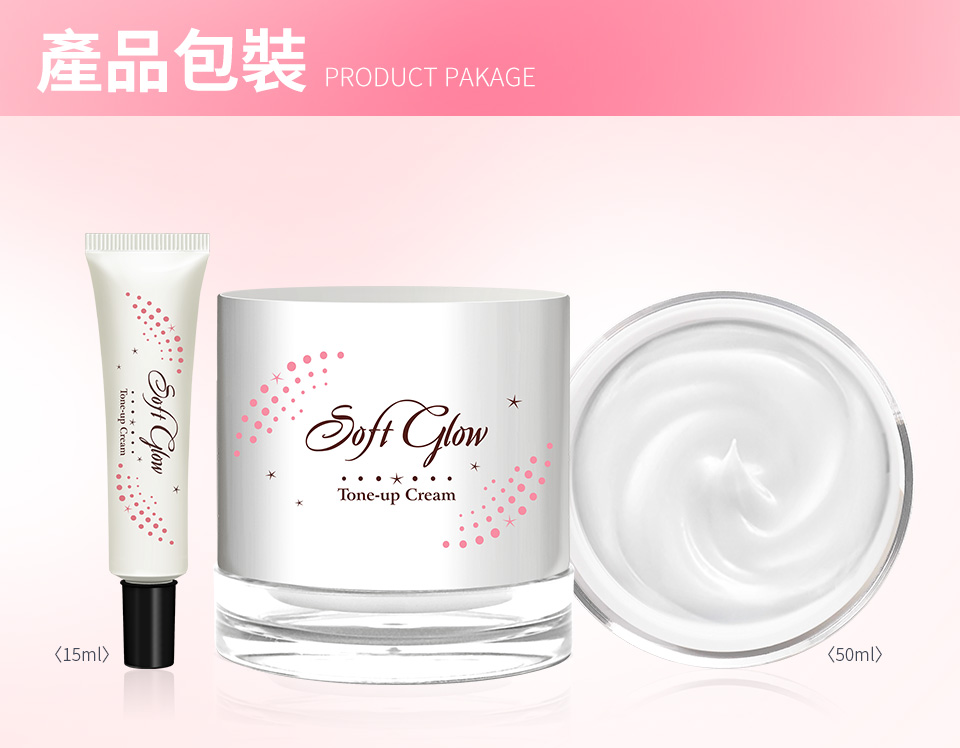 產品包裝 PRODUCT PAKAGE
Soft Glow
Tone-up Cream
Soft Glow
Tone-up Cream
〈15ml〉
〈50ml〉